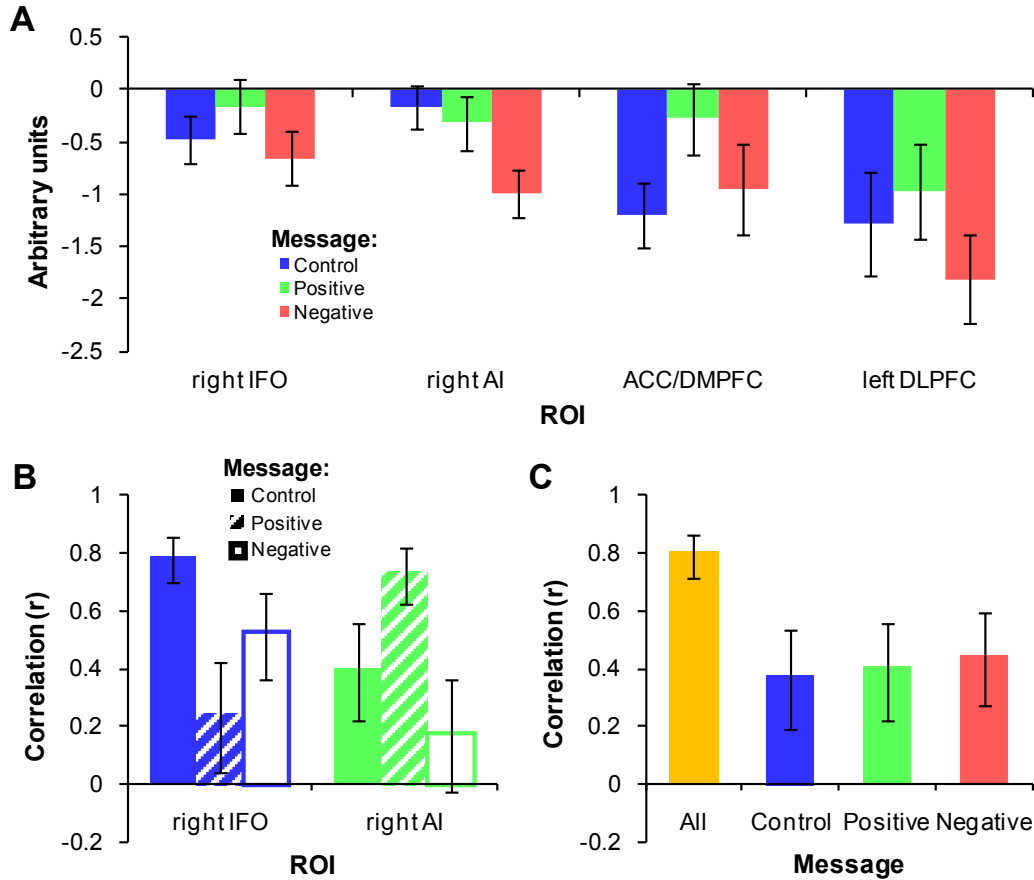 A
Arbitrary units
0.5
0
-0.5
-1
-1.5
-2
-2.5
Message:
Control
Positive
Negative
right IFO
right AI
ACC/DMPFC
left DLPFC
ROI
B
Message:
Control
Positive
Negative
Correlation (r)
1
0.8
0.6
0.4
0.2
0
-0.2
right IFO
right AI
ROI
C
Correlation (r)
1
0.8
0.6
0.4
0.2
0
-0.2
All
Control
Positive
Negative
Message